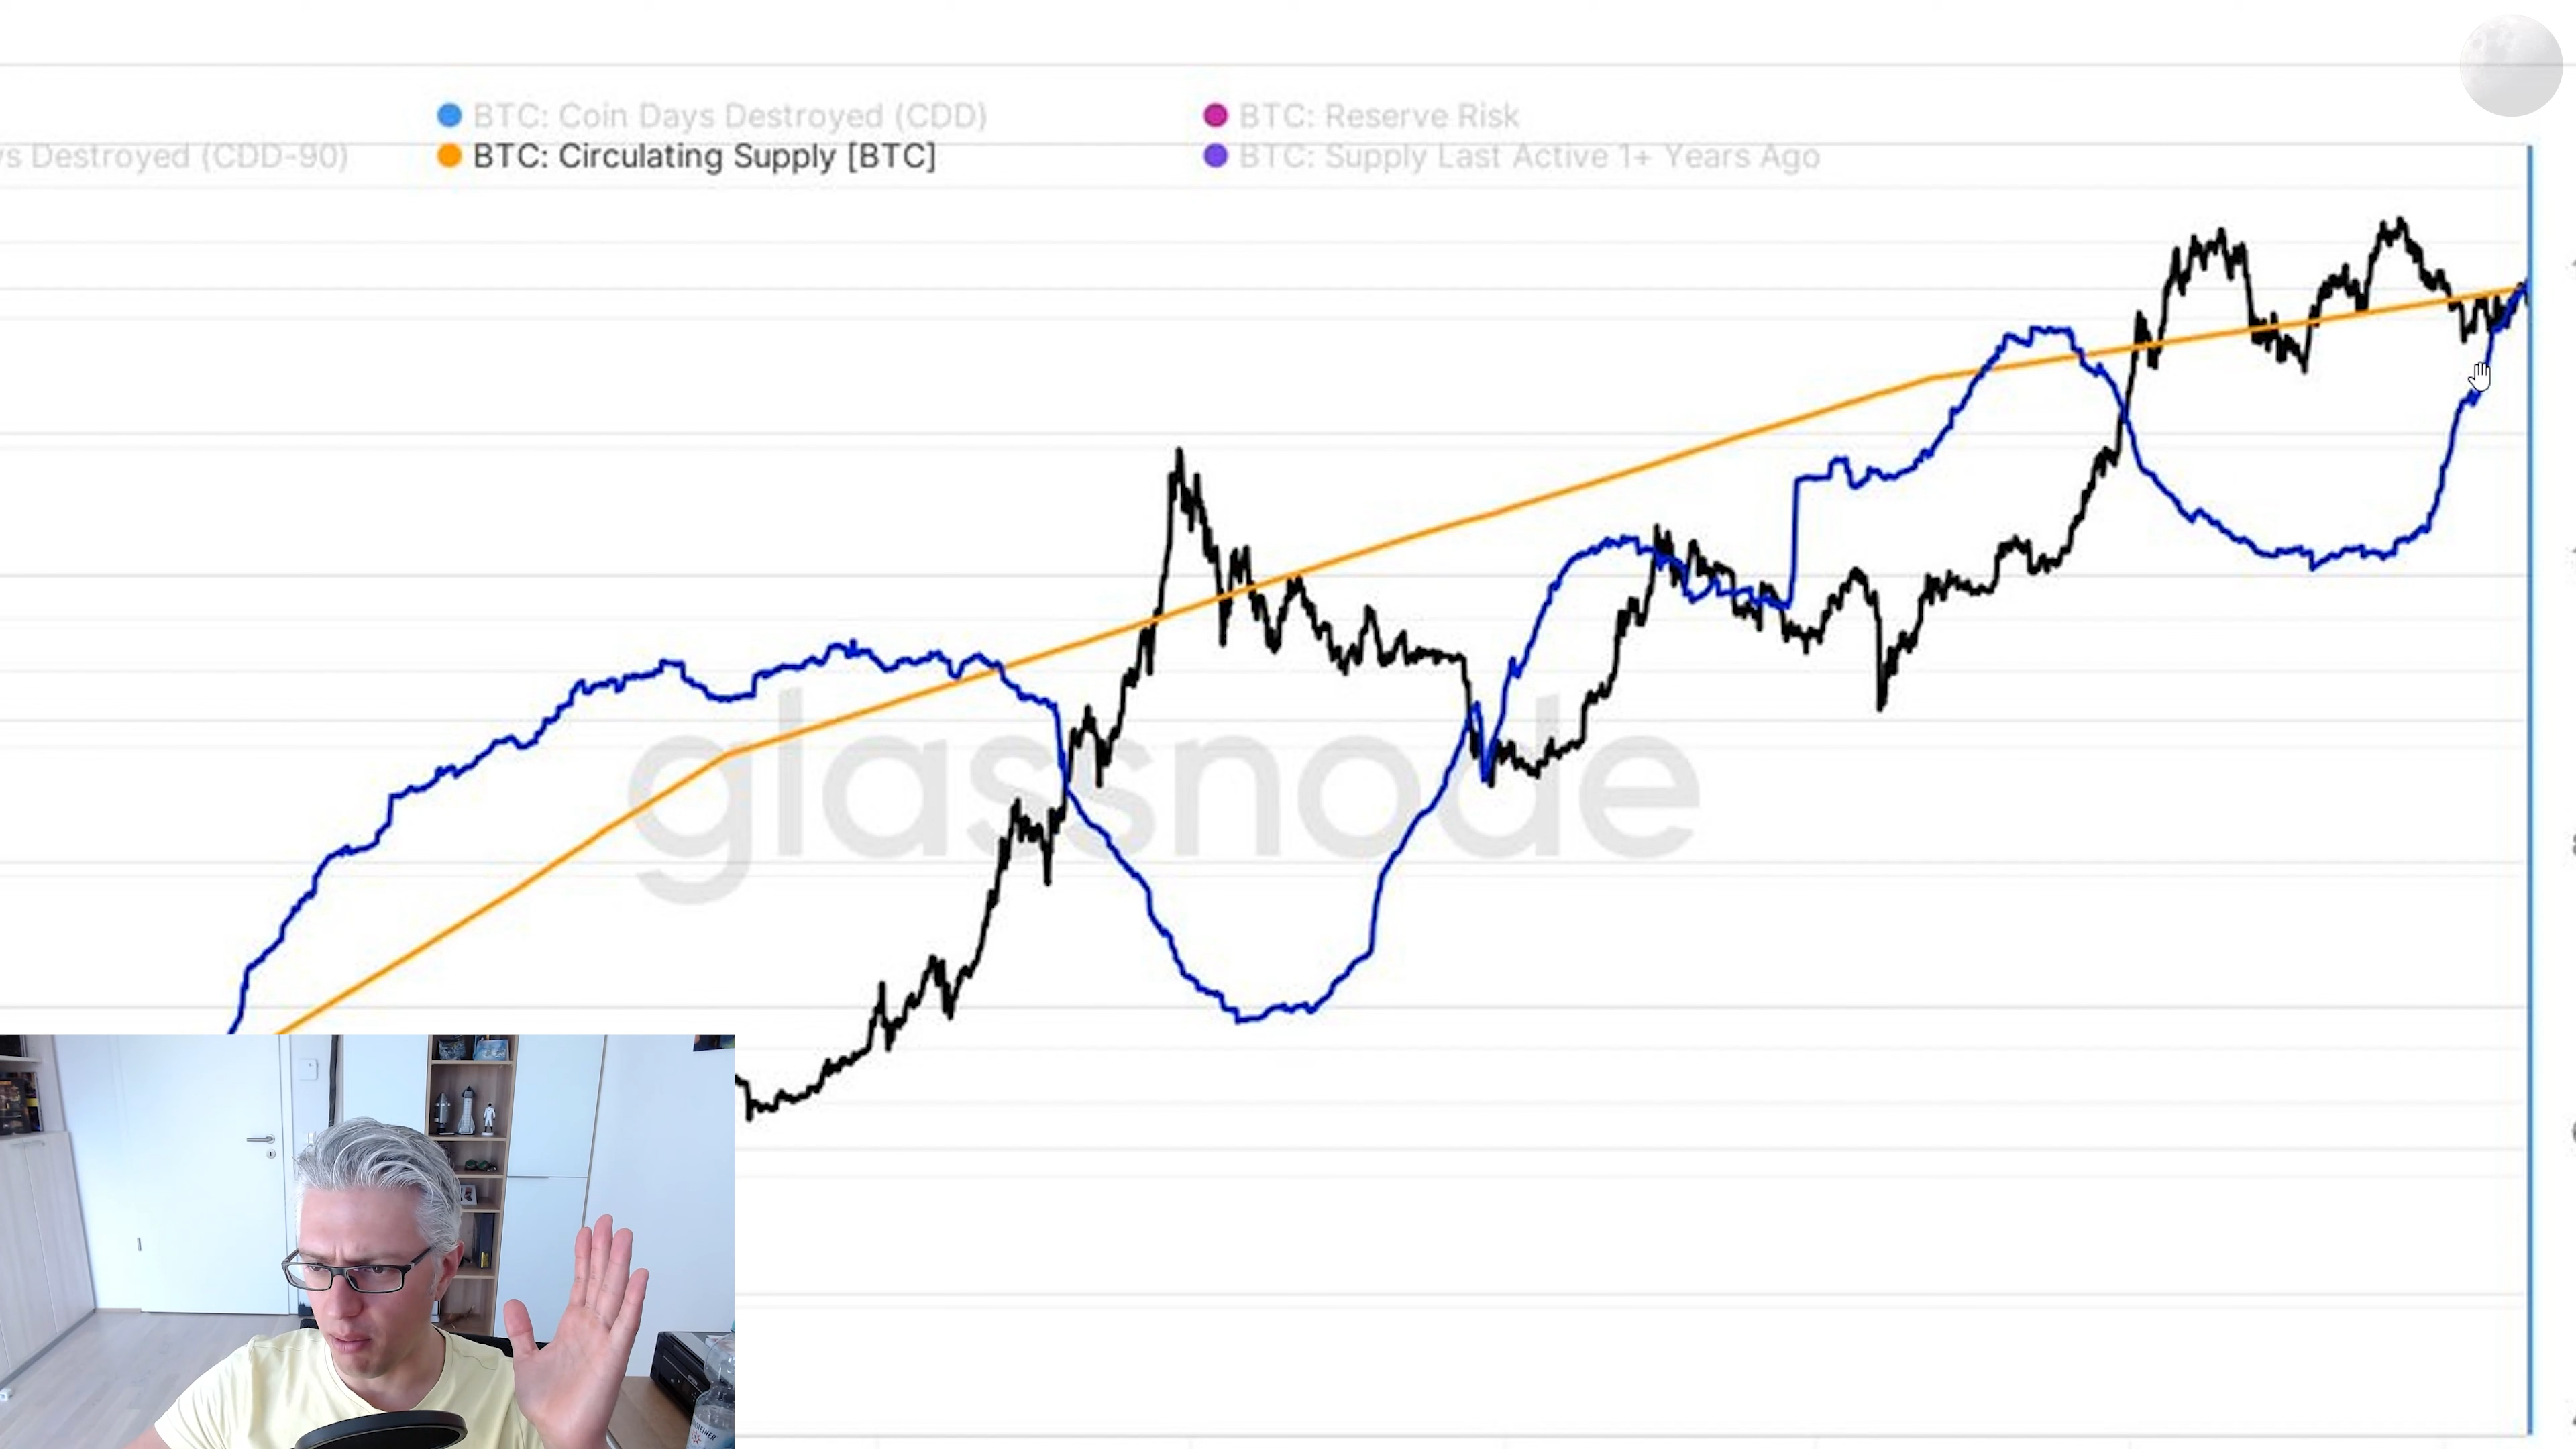 BTC: Coin Days Destroyed (CDD)
BTC: Reserve Risk
Destroyed (CDD-90)
BTC: Circulating Supply [BTC]
BTC: Supply Last Active 1+ Years Ago
glassnode